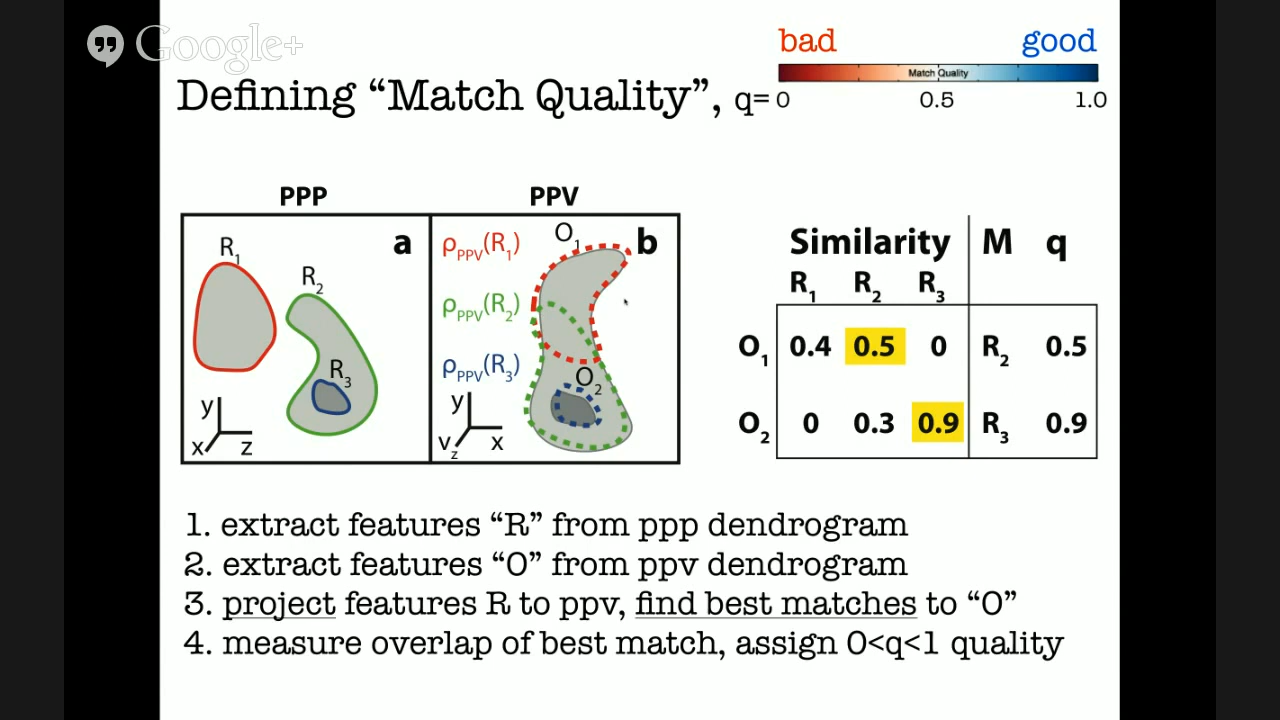 Google+
bad good
Match Quality
Defining “Match Quality”, q= 0 0.5 1.0
PPP PPV
a
R1
R2
R3
y
x z
b
ρPPV(R1)
ρPPV(R2)
ρPPV(R3)
O1
O2
y
vz x
Similarity M q
R1 R2 R3
O1 0.4 0.5 0 R2 0.5
O2 0 0.3 0.9 R3 0.9
1. extract features “R” from ppp dendrogram
2. extract features “O” from ppv dendrogram
3. project features R to ppv, find best matches to “O”
4. measure overlap of best match, assign 0<q<1 quality